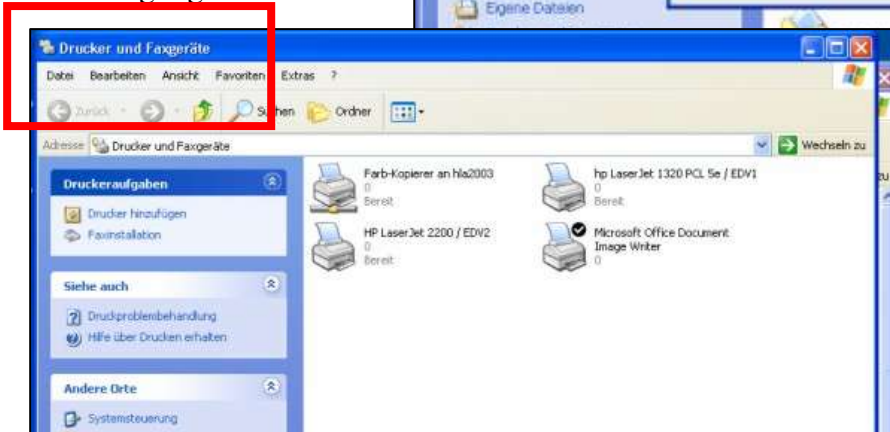 Eigene Dateien
Drucker und Faxgeräte
Datei Bearbeiten Ansicht Favoriten Extras ?
Zurück Suchen Ordner
Adresse Drucker und Faxgeräte Wechseln zu
Druckeraufgaben
Drucker hinzufügen
Faxinstallation
Siehe auch
Druckproblembehandlung
Hilfe über Drucken erhalten
Andere Orte
Systemsteuerung
Farb-Kopierer an hla2003
0
Bereit
hp LaserJet 1320 PCL 5e / EDV1
0
Bereit
HP LaserJet 2200 / EDV2
0
Bereit
Microsoft Office Document
Image Writer
0
zu